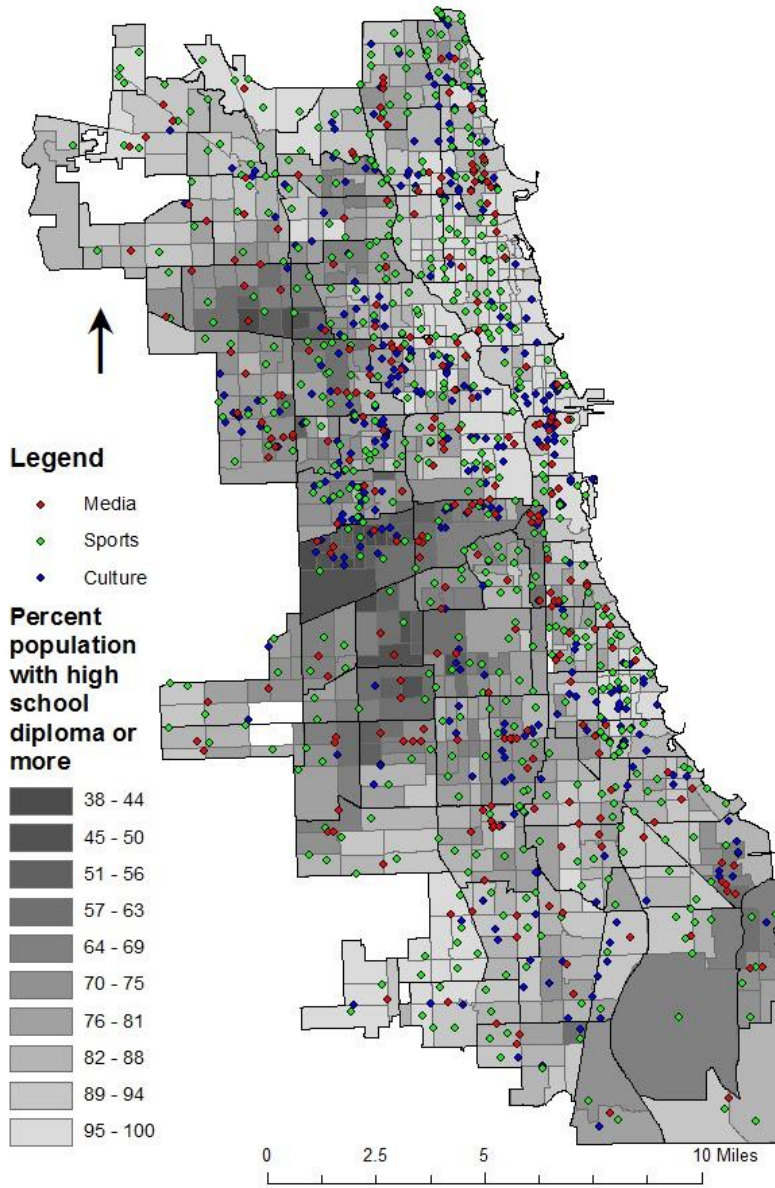 Legend
Media
Sports
Culture
Percent
population
with high
school
diploma or
more
38 - 44
45 - 50
51 - 56
57 - 63
64 - 69
70 - 75
76 - 81
82 - 88
89 - 94
95 - 100
0 2.5 5 10 Miles